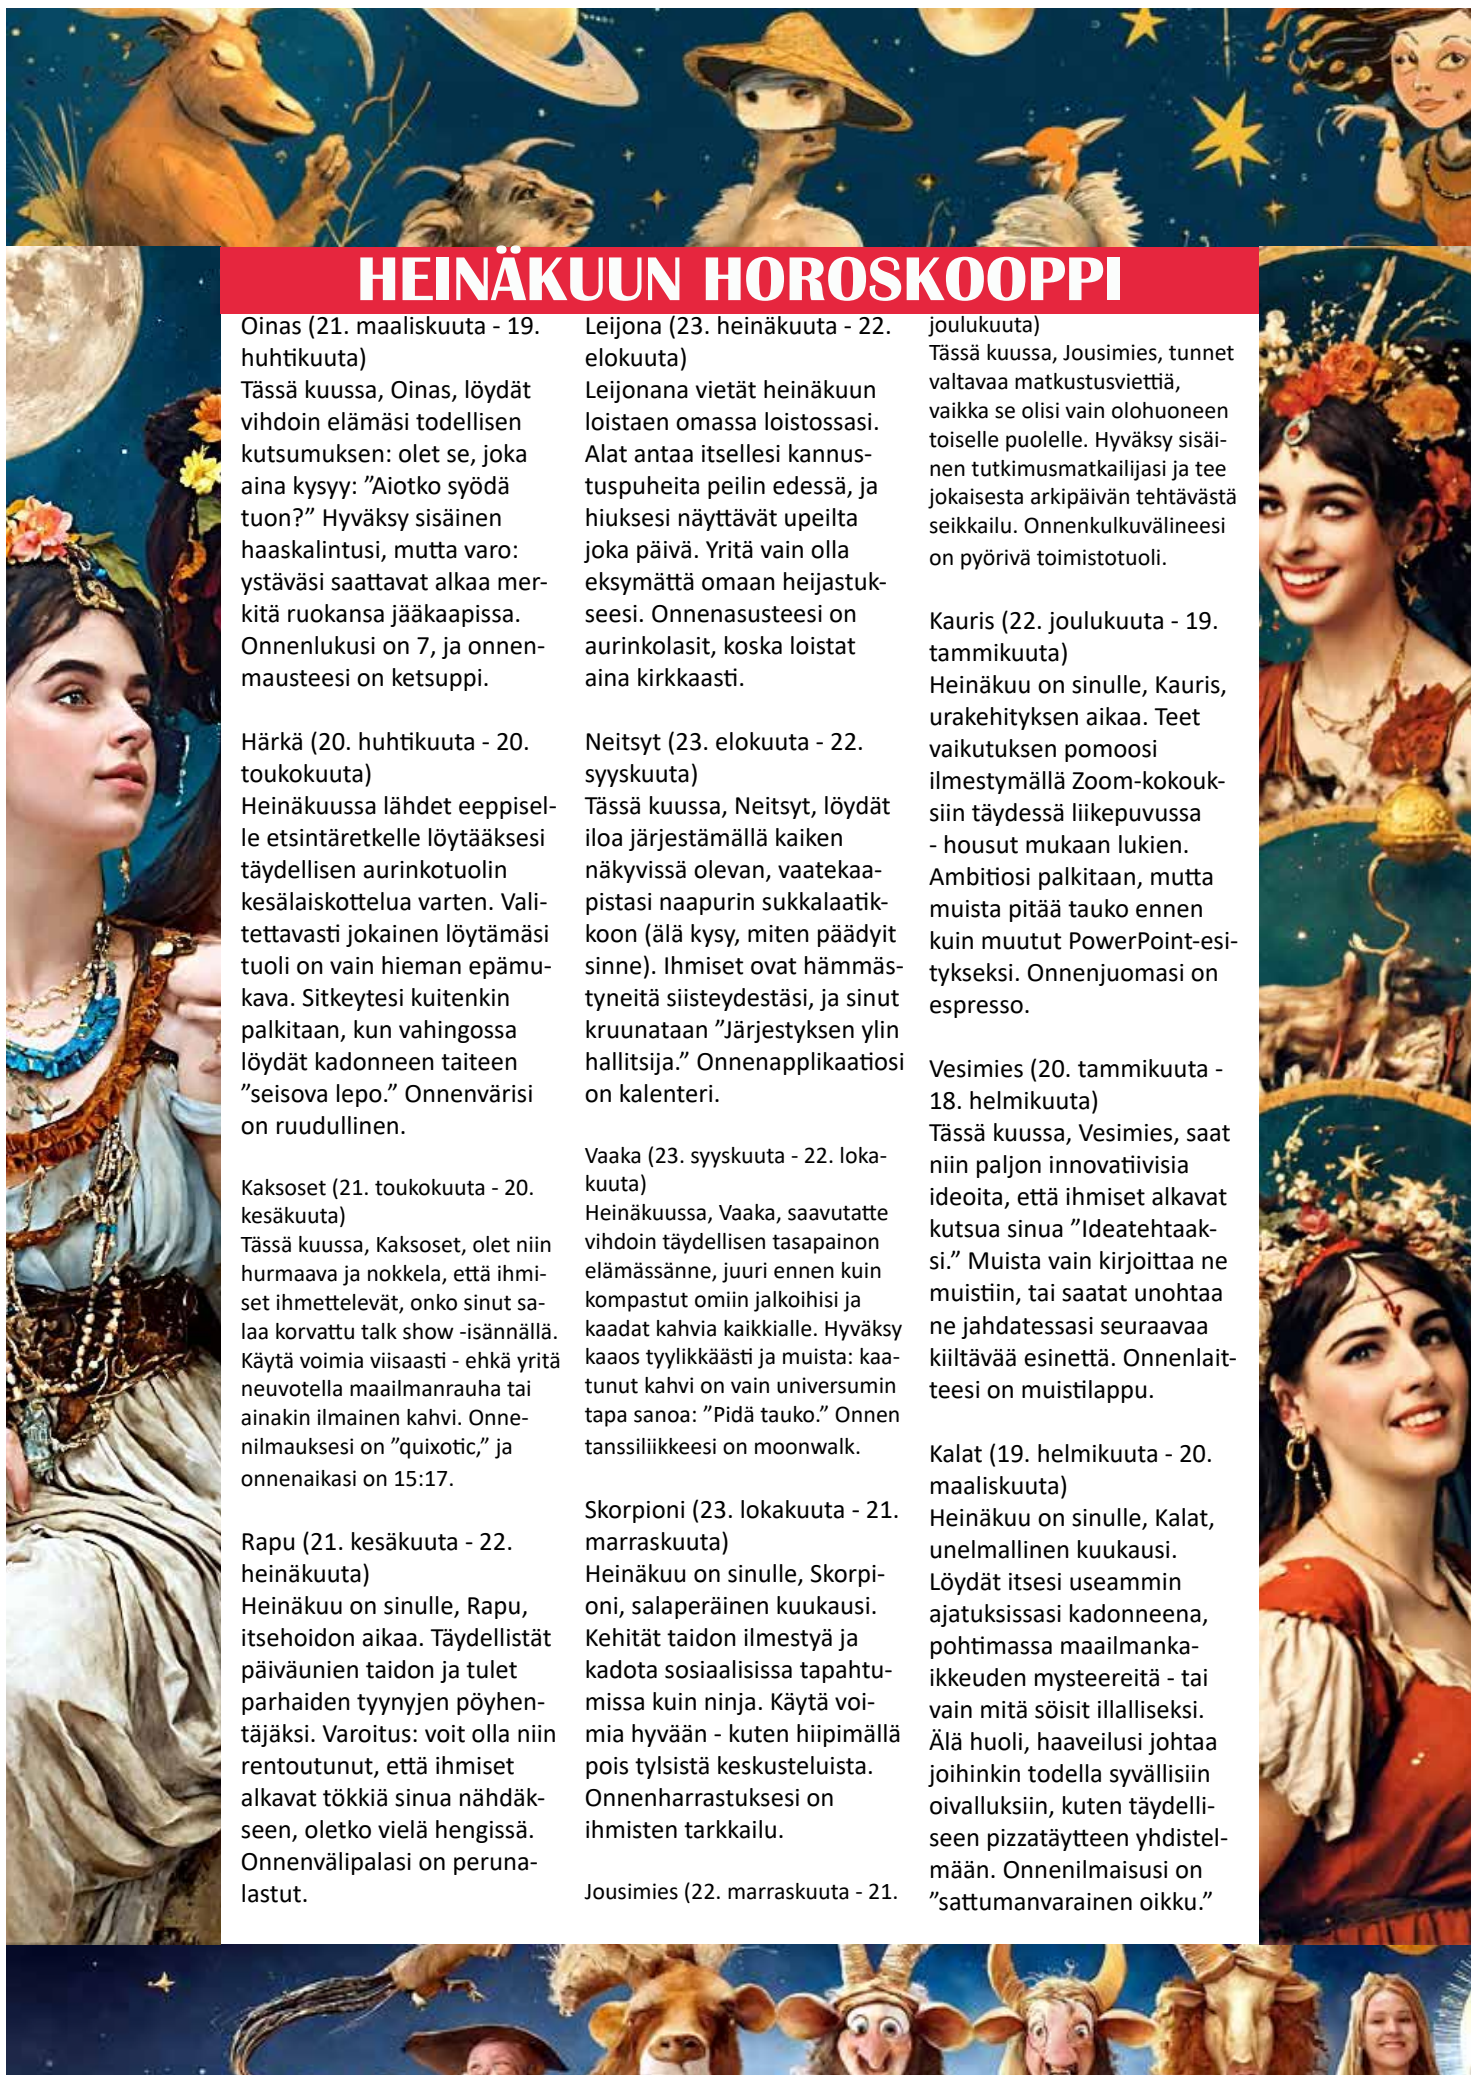 HEINÄKUUN HOROSKOOPPI
Oinas (21. maaliskuuta - 19.
huhtikuuta)
Tässä kuussa, Oinas, löydät
vihdoin elämäsi todellisen
kutsumuksen: olet se, joka
aina kysyy: ”Aiotko syödä
tuon?” Hyväksy sisäinen
haaskalintusi, mutta varo:
ystäväsi saattavat alkaa mer-
kitä ruokansa jääkaapissa.
Onnenlukusi on 7, ja onnen-
mausteesi on ketsuppi.
Härkä (20. huhtikuuta - 20.
toukokuuta)
Heinäkuussa lähdet eeppisel-
le etsintäretkelle löytääksesi
täydellisen aurinkotuolin
kesälaiskottelua varten. Vali-
tettavasti jokainen löytämäsi
tuoli on vain hieman epämu-
kava. Sitkeytesi kuitenkin
palkitaan, kun vahingossa
löydät kadonneen taiteen
”seisova lepo.” Onnenvärisi
on ruudullinen.
Kaksoset (21. toukokuuta - 20.
kesäkuuta)
Tässä kuussa, Kaksoset, olet niin
hurmaava ja nokkela, että ihmi-
set ihmettelevät, onko sinut sa-
laa korvattu talk show -isännällä.
Käytä voimia viisaasti - ehkä yritä
neuvotella maailmanrauha tai
ainakin ilmainen kahvi. Onne-
nilmauksesi on ”quixotic,” ja
onnenaikasi on 15:17.
Rapu (21. kesäkuuta - 22.
heinäkuuta)
Heinäkuu on sinulle, Rapu,
itsehoidon aikaa. Täydellistät
päiväunien taidon ja tulet
parhaiden tyynyjen pöyhen-
täjäksi. Varoitus: voit olla niin
rentoutunut, että ihmiset
alkavat tökkiä sinua nähdäk-
seen, oletko vielä hengissä.
Onnenvälipalasi on peruna-
lastut.
Leijona (23. heinäkuuta - 22.
elokuuta)
Leijonana vietät heinäkuun
loistaen omassa loistossasi.
Alat antaa itsellesi kannus-
tuspuheita peilin edessä, ja
hiuksesi näyttävät upeilta
joka päivä. Yritä vain olla
eksymättä omaan heijastuk-
seesi. Onnenasusteesi on
aurinkolasit, koska loistat
aina kirkkaasti.
Neitsyt (23. elokuuta - 22.
syyskuuta)
Tässä kuussa, Neitsyt, löydät
iloa järjestämällä kaiken
näkyvissä olevan, vaatekaa-
pistasi naapurin sukkalaatik-
koon (älä kysy, miten päädyit
sinne). Ihmiset ovat hämmäs-
tyneitä siisteydestäsi, ja sinut
kruunataan ”Järjestyksen ylin
hallitsija.” Onnenapplikaatiosi
on kalenteri.
Vaaka (23. syyskuuta - 22. loka-
kuuta)
Heinäkuussa, Vaaka, saavutatte
vihdoin täydellisen tasapainon
elämässänne, juuri ennen kuin
kompastut omiin jalkoihisi ja
kaadat kahvia kaikkialle. Hyväksy
kaaos tyylikkäästi ja muista: kaa-
tunut kahvi on vain universumin
tapa sanoa: ”Pidä tauko.” Onnen
tanssiliikkeesi on moonwalk.
Skorpioni (23. lokakuuta - 21.
marraskuuta)
Heinäkuu on sinulle, Skorpi-
oni, salaperäinen kuukausi.
Kehität taidon ilmestyä ja
kadota sosiaalisissa tapahtu-
missa kuin ninja. Käytä voi-
mia hyvään - kuten hiipimällä
pois tylsistä keskusteluista.
Onnenharrastuksesi on
ihmisten tarkkailu.
Jousimies (22. marraskuuta - 21.
joulukuuta)
Tässä kuussa, Jousimies, tunnet
valtavaa matkustusviettiä,
vaikka se olisi vain olohuoneen
toiselle puolelle. Hyväksy sisäi-
nen tutkimusmatkailijasi ja tee
jokaisesta arkipäivän tehtävästä
seikkailu. Onnenkulkuvälineesi
on pyörivä toimistotuoli.
Kauris (22. joulukuuta - 19.
tammikuuta)
Heinäkuu on sinulle, Kauris,
urakehityksen aikaa. Teet
vaikutuksen pomoosi
ilmestymällä Zoom-kokouk-
siin täydessä liikepuvussa
- housut mukaan lukien.
Ambitiosi palkitaan, mutta
muista pitää tauko ennen
kuin muutut PowerPoint-esi-
tykseksi. Onnenjuomasi on
espresso.
Vesimies (20. tammikuuta -
18. helmikuuta)
Tässä kuussa, Vesimies, saat
niin paljon innovatiivisia
ideoita, että ihmiset alkavat
kutsua sinua ”Ideatehtaak-
si.” Muista vain kirjoittaa ne
muistiin, tai saatat unohtaa
ne jahdatessasi seuraavaa
kiiltävää esinettä. Onnenlait-
teesi on muistilappu.
Kalat (19. helmikuuta - 20.
maaliskuuta)
Heinäkuu on sinulle, Kalat,
unelmallinen kuukausi.
Löydät itsesi useammin
ajatuksissasi kadonneena,
pohtimassa maailmanka-
ikkeuden mysteereitä - tai
vain mitä söisit illalliseksi.
Älä huoli, haaveilusi johtaa
joihinkin todella syvällisiin
oivalluksiin, kuten täydelli-
seen pizzatäytteen yhdistel-
mään. Onnenilmaisusi on
”sattumanvarainen oikku.”